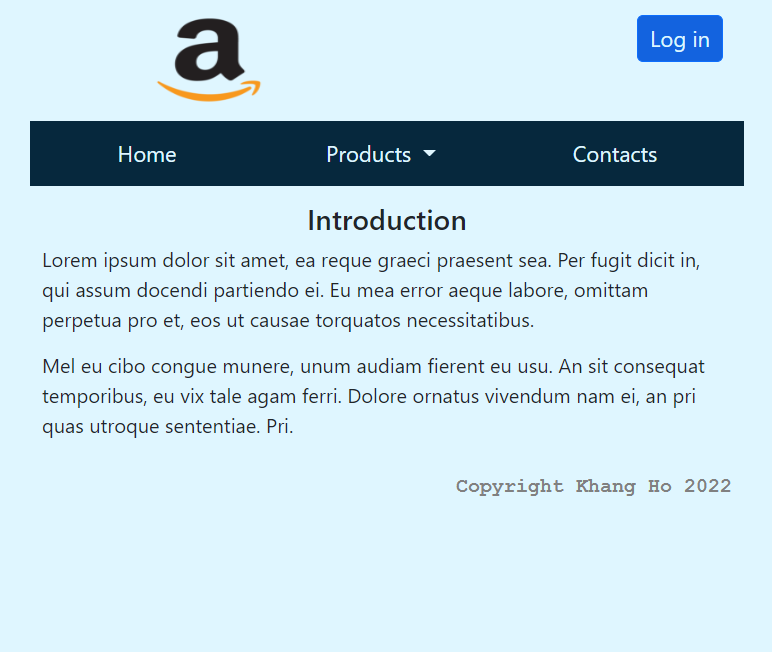 a
Log in
Home Products Contacts
Introduction
Lorem ipsum dolor sit amet, ea reque graeci praesent sea. Per fugit dicit in,
qui assum docendi partiendo ei. Eu mea error aeque labore, omittam
perpetua pro et, eos ut causae torquatos necessitatibus.
Mel eu cibo congue munere, unum audiam fierent eu usu. An sit consequat
temporibus, eu vix tale agam ferri. Dolore ornatus vivendum nam ei, an pri
quas utroque sententiae. Pri.
Copyright Khang Ho 2022